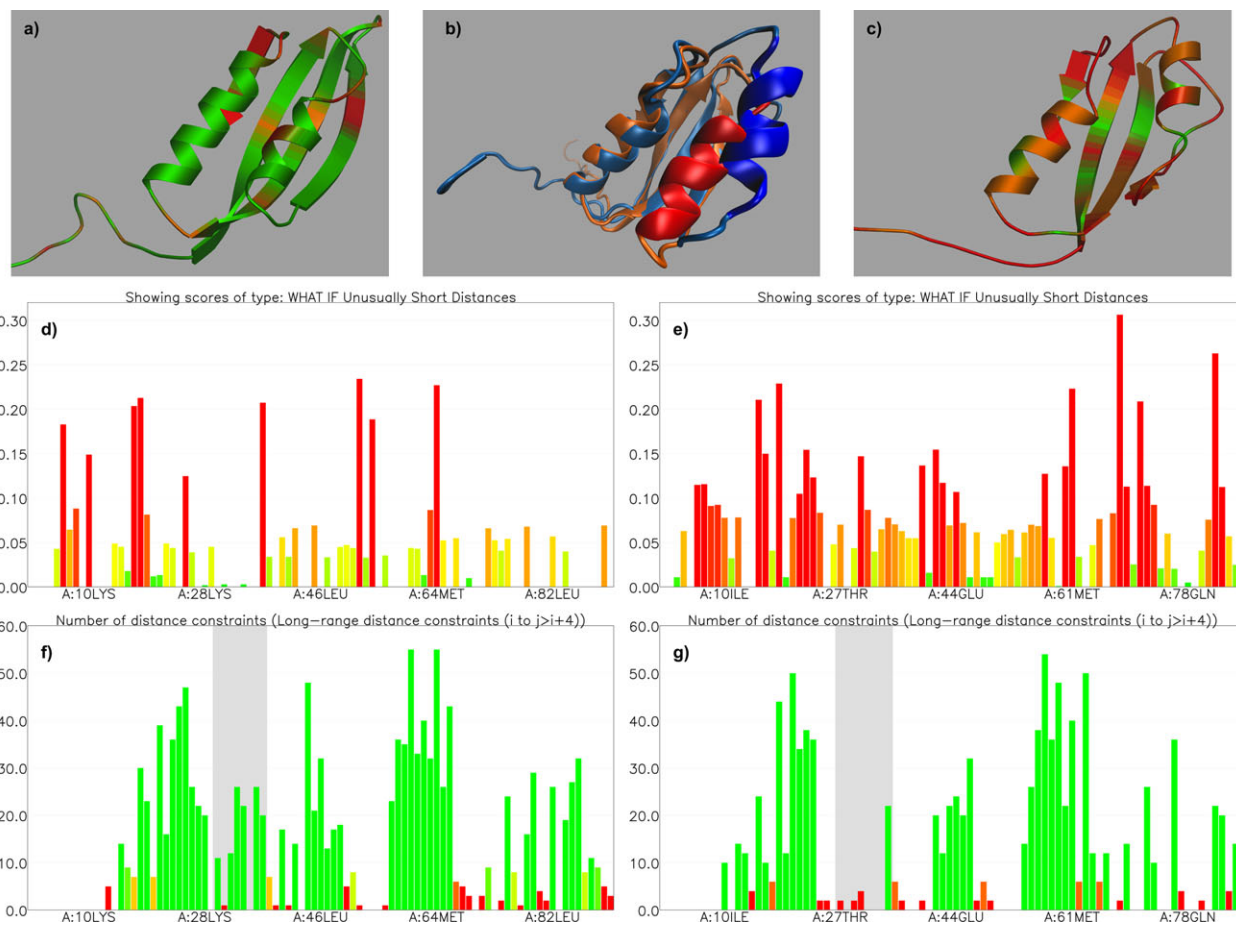 a)
b)
c)
Showing scores of type: WHAT IF Unusually Short Distances
d)
0.30
0.25
0.20
0.15
0.10
0.05
0.00
A:10LYS A:28LYS A:46LEU A:64MET A:82LEU
Showing scores of type: WHAT IF Unusually Short Distances
e)
0.30
0.25
0.20
0.15
0.10
0.05
0.00
A:10ILE A:27THR A:44GLU A:61MET A:78GLN
Number of distance constraints (Long-range distance constraints (i to j>i+4))
f)
60.0
50.0
40.0
30.0
20.0
10.0
0.0
A:10LYS A:28LYS A:46LEU A:64MET A:82LEU
Number of distance constraints (Long-range distance constraints (i to j>i+4))
g)
60.0
50.0
40.0
30.0
20.0
10.0
0.0
A:10ILE A:27THR A:44GLU A:61MET A:78GLN